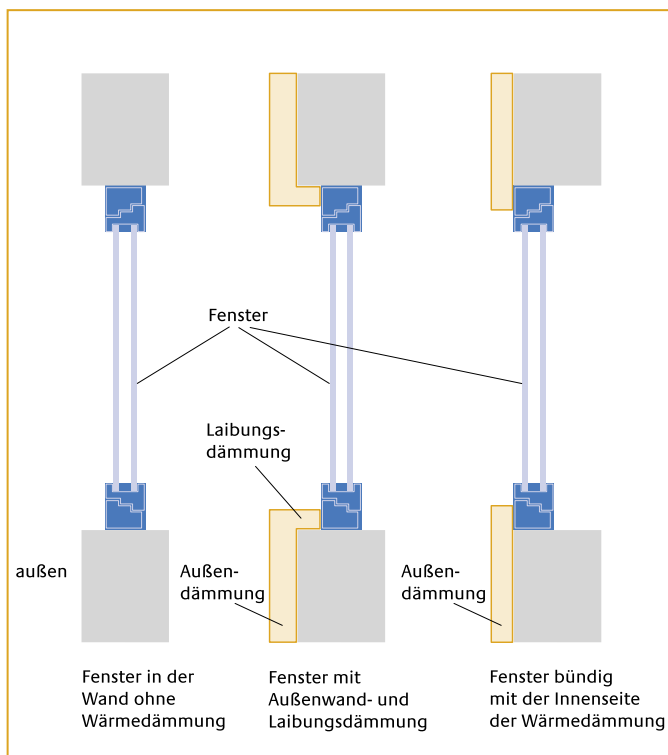 Fenster
Laibungs-
dämmung
außen
Außen-
dämmung
Außen-
dämmung
Fenster in der
Wand ohne
Wärmedämmung
Fenster mit
Außenwand- und
Laibungsdämmung
Fenster bündig
mit der Innenseite
der Wärmedämmung